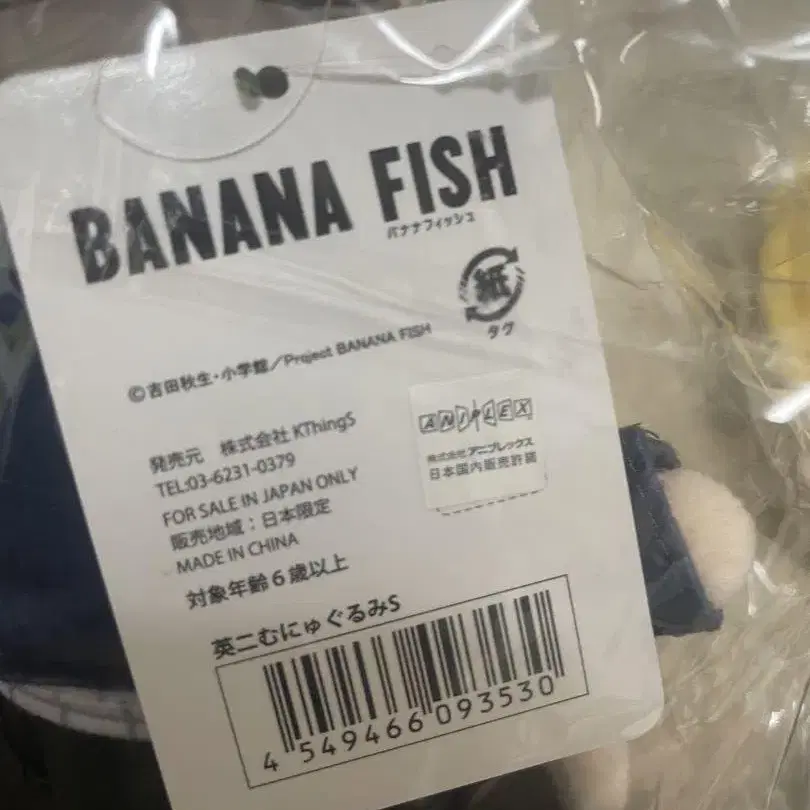 BANANA FISH
バナナフィッシュ
紙
タグ
©吉田秋生・小学館／Project BANANA FISH
ANIPLEX
株式会社アニプレックス
日本国内販売許諾
発売元　株式会社 KThingS
TEL:03-6231-0379
FOR SALE IN JAPAN ONLY
販売地域：日本限定
MADE IN CHINA
対象年齢６歳以上
英二むにゅぐるみS
4 549466 093530